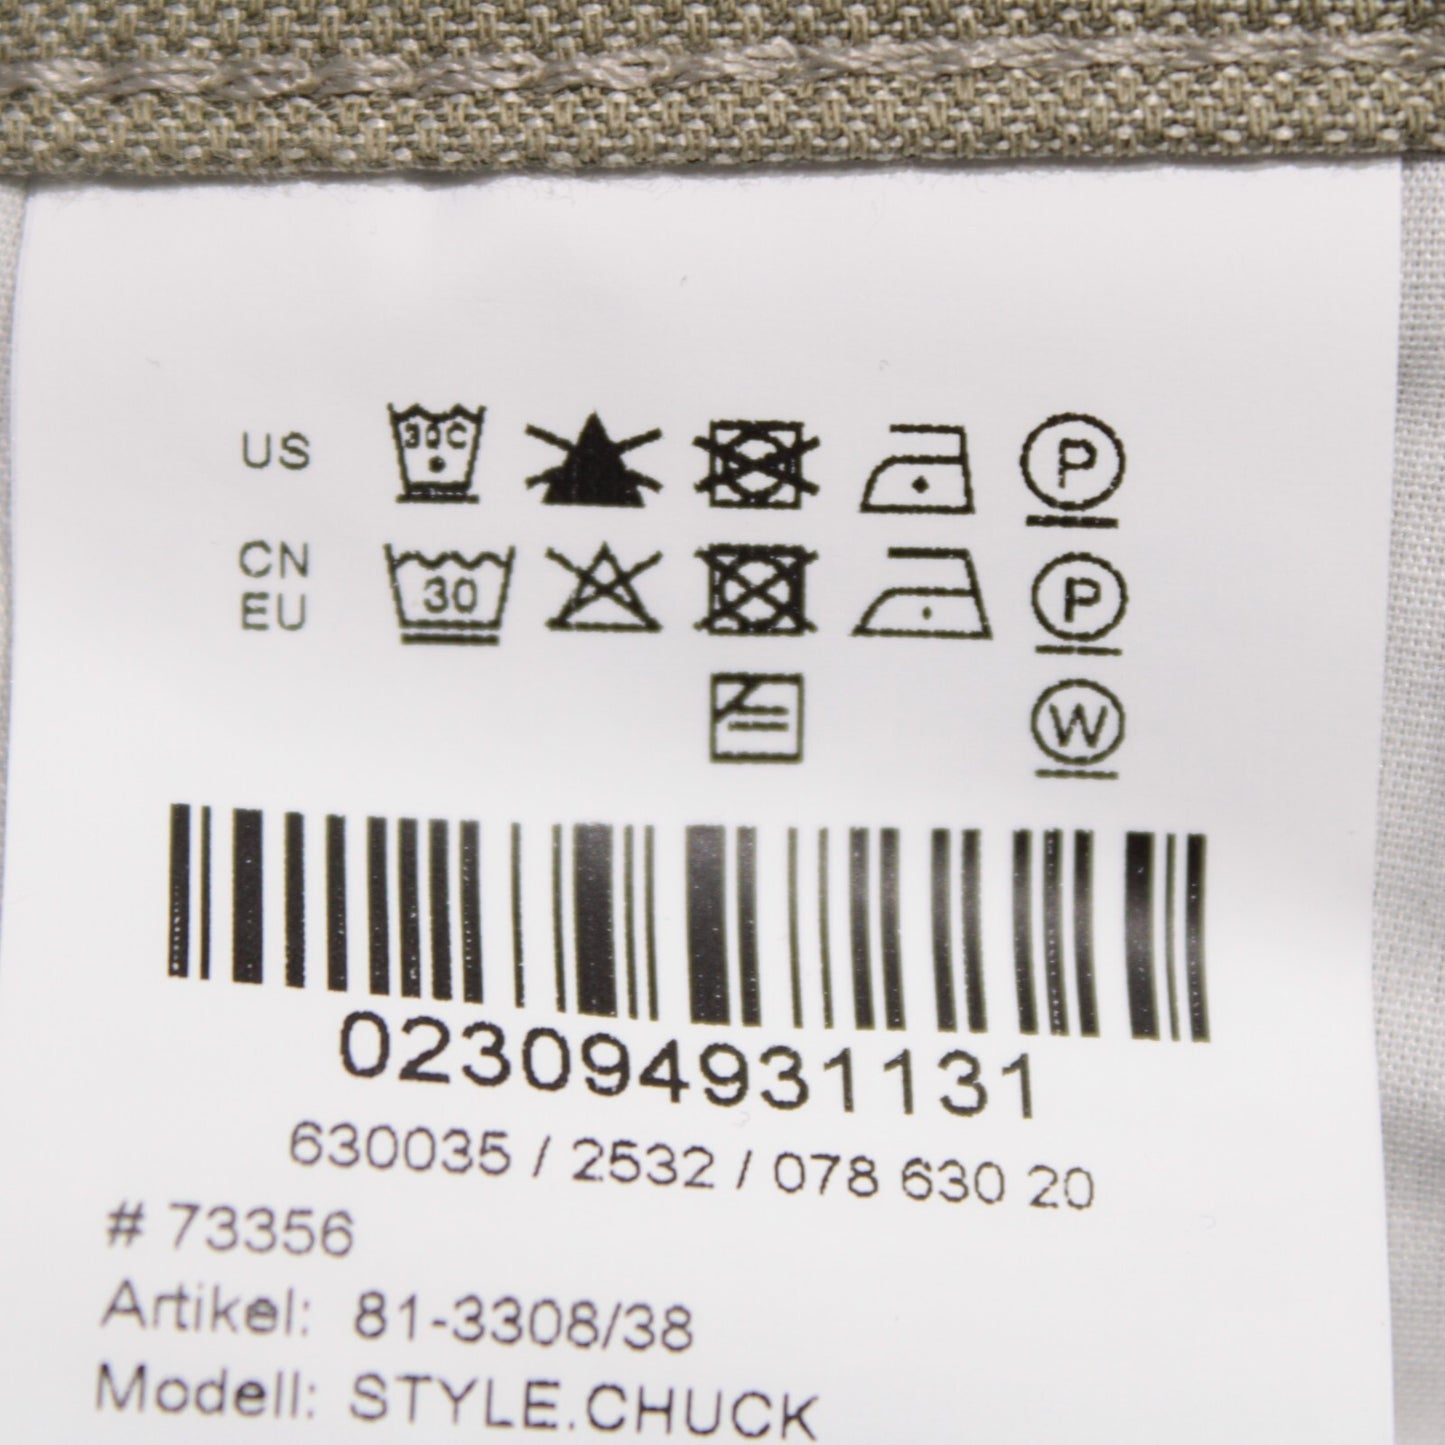 US 30C P
CN 30 P
EU
W
023094931131
630035 / 2532 / 078 630 20
# 73356
Artikel: 81-3308/38
Modell: STYLE.CHUCK